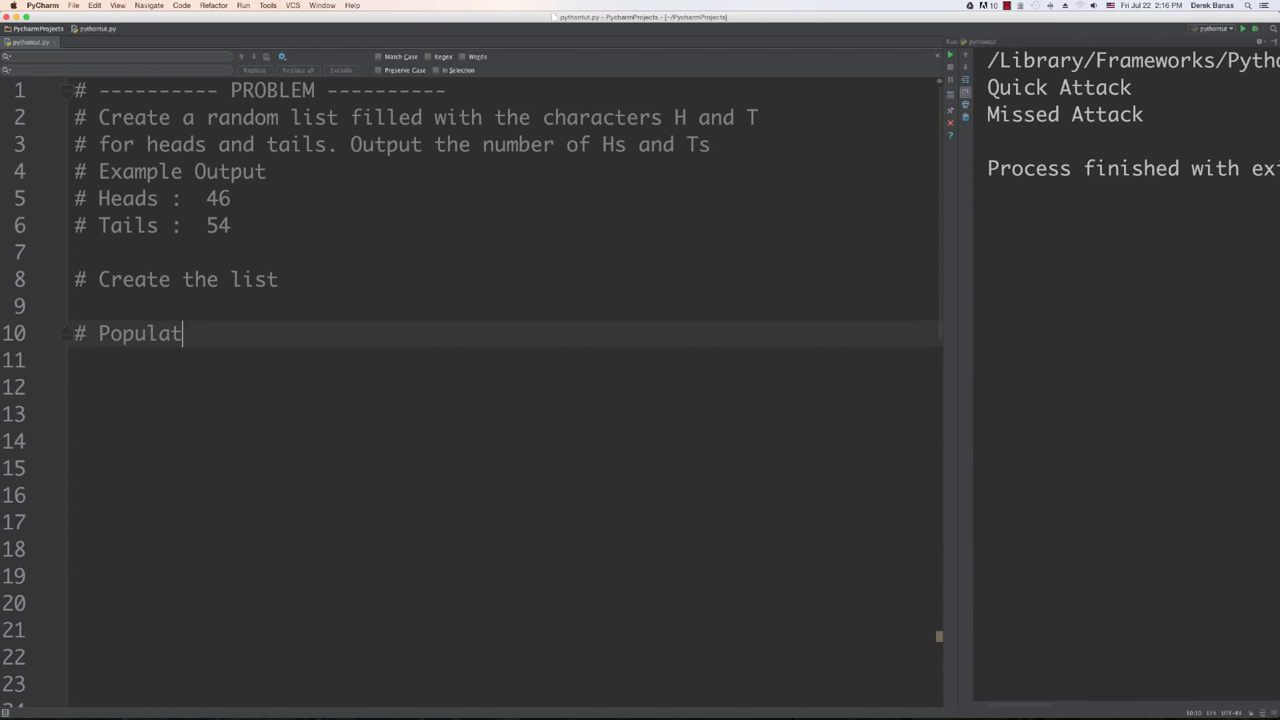 PyCharm File Edit View Navigate Code Refactor Run Tools VCS Window Help
10 Fri Jul 22 2:16 PM Derek Banas
pythontut.py - PycharmProjects - [~/PycharmProjects]
PycharmProjects pythontut.py
pythontut
pythontut.py
Run pythontut
Match Case Regex Words
Replace Replace all Exclude Preserve Case In Selection
1 # ---------- PROBLEM ----------
2 # Create a random list filled with the characters H and T
3 # for heads and tails. Output the number of Hs and Ts
4 # Example Output
5 # Heads : 46
6 # Tails : 54
7
8 # Create the list
9
10 # Populat
11
12
13
14
15
16
17
18
19
20
21
22
23
/Library/Frameworks/Pytho
Quick Attack
Missed Attack
Process finished with exi
10:10 LF÷ UTF-8÷